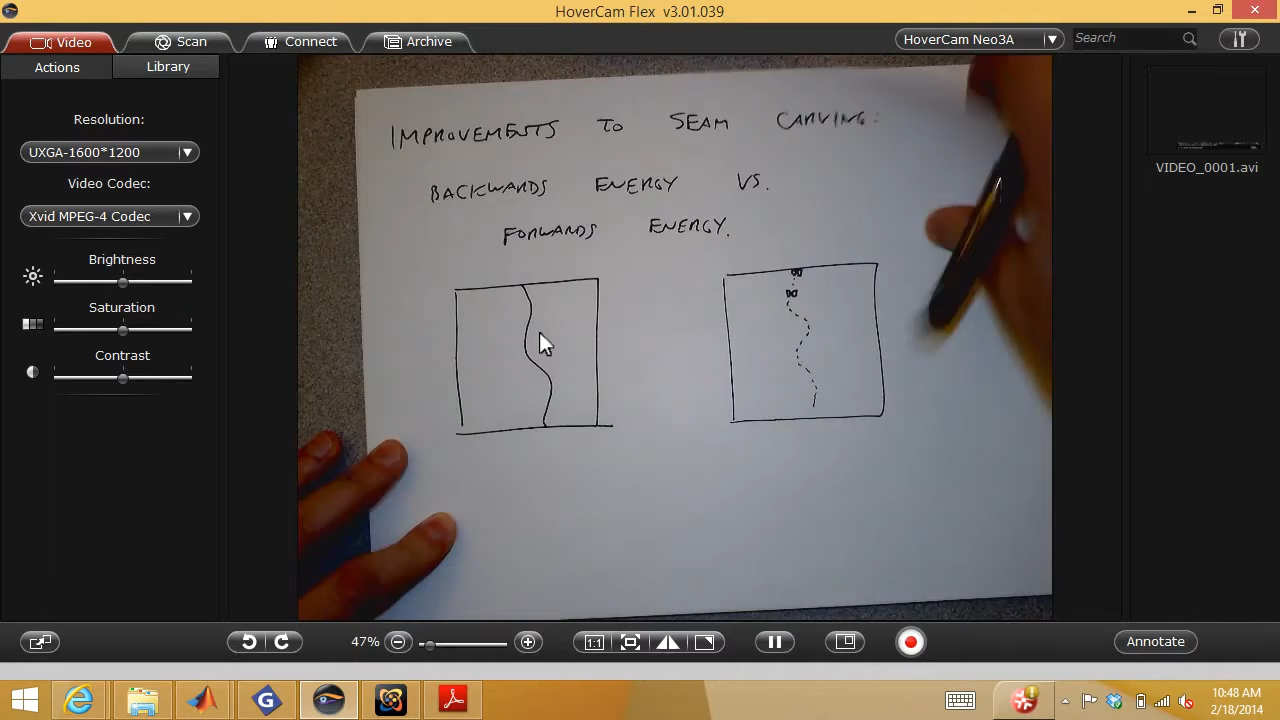 HoverCam Flex v3.01.039
Video
Scan
Connect
Archive
HoverCam Neo3A
Search
Actions
Library
Resolution:
UXGA-1600*1200
Video Codec:
Xvid MPEG-4 Codec
Brightness
Saturation
Contrast
IMPROVEMENTS TO SEAM CARVING:
BACKWARDS ENERGY VS.
FORWARDS ENERGY.
VIDEO_0001.avi
47%
1:1
Annotate
10:48 AM
2/18/2014